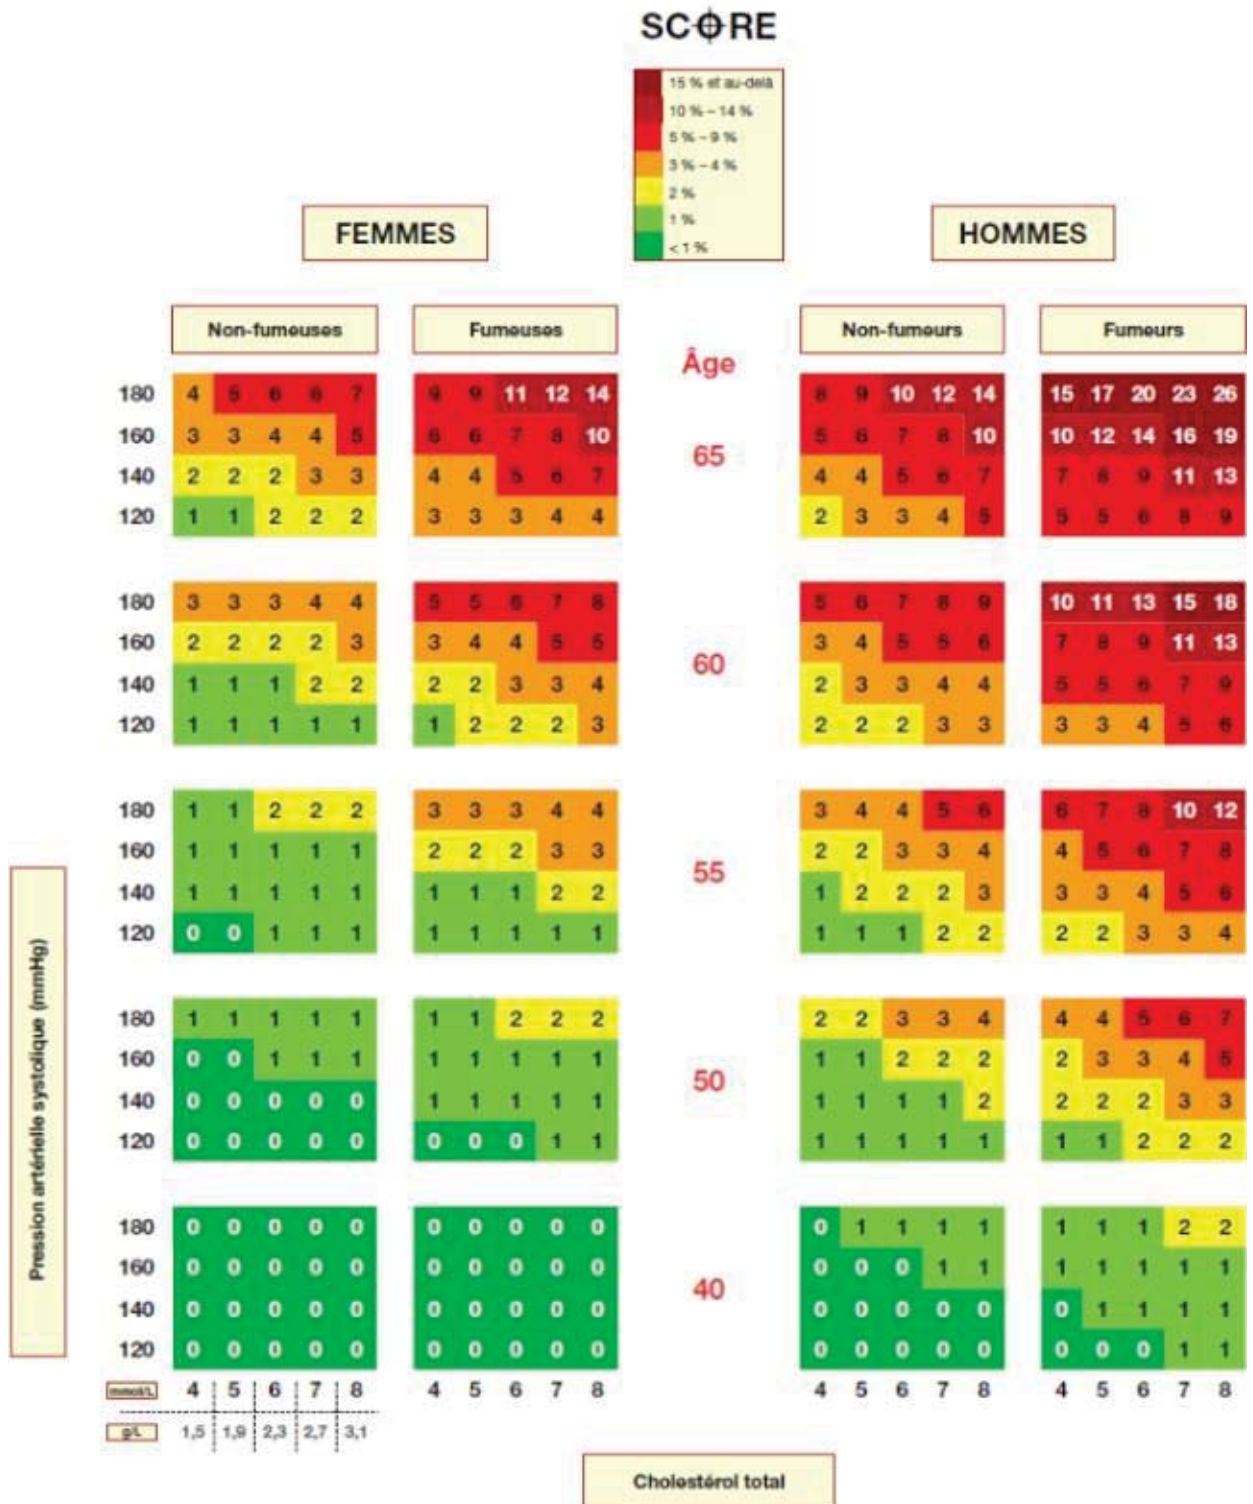 SCORE
15 % et au-delà
10 % – 14 %
5 % – 9 %
3 % – 4 %
2 %
1 %
< 1 %
FEMMES
HOMMES
Non-fumeuses
Fumeuses
Âge
Non-fumeurs
Fumeurs
180 4 5 6 6 7 9 9 11 12 14 8 9 10 12 14 15 17 20 23 26
160 3 3 4 4 5 6 6 7 8 10 65 5 6 7 8 10 10 12 14 16 19
140 2 2 2 3 3 4 4 5 6 7 4 4 5 6 7 7 8 9 11 13
120 1 1 2 2 2 3 3 3 4 4 2 3 3 4 5 5 5 6 8 9
180 3 3 3 4 4 5 5 6 7 8 5 6 7 8 9 10 11 13 15 18
160 2 2 2 2 3 3 4 4 5 5 60 3 4 5 5 6 7 8 9 11 13
140 1 1 1 2 2 2 2 3 3 4 2 3 3 4 4 5 5 6 7 9
120 1 1 1 1 1 1 2 2 2 3 2 2 2 3 3 3 3 4 5 6
180 1 1 2 2 2 3 3 3 4 4 3 4 4 5 6 6 7 8 10 12
160 1 1 1 1 1 2 2 2 3 3 55 2 2 3 3 4 4 5 6 7 8
140 1 1 1 1 1 1 1 1 2 2 1 2 2 2 3 3 3 4 5 6
120 0 0 1 1 1 1 1 1 1 1 1 1 1 2 2 2 2 3 3 4
180 1 1 1 1 1 1 1 2 2 2 2 2 3 3 4 4 4 5 6 7
160 0 0 1 1 1 1 1 1 1 1 50 1 1 2 2 2 2 3 3 4 5
140 0 0 0 0 0 1 1 1 1 1 1 1 1 1 2 2 2 2 3 3
120 0 0 0 0 0 0 0 0 1 1 1 1 1 1 1 1 1 2 2 2
180 0 0 0 0 0 0 0 0 0 0 0 1 1 1 1 1 1 1 2 2
160 0 0 0 0 0 0 0 0 0 0 40 0 0 0 1 1 1 1 1 1 1
140 0 0 0 0 0 0 0 0 0 0 0 0 0 0 0 0 1 1 1 1
120 0 0 0 0 0 0 0 0 0 0 0 0 0 0 0 0 0 0 1 1
mmol/L 4 5 6 7 8 4 5 6 7 8 4 5 6 7 8 4 5 6 7 8
g/L 1,5 1,9 2,3 2,7 3,1
Pression artérielle systolique (mmHg)
Cholestérol total